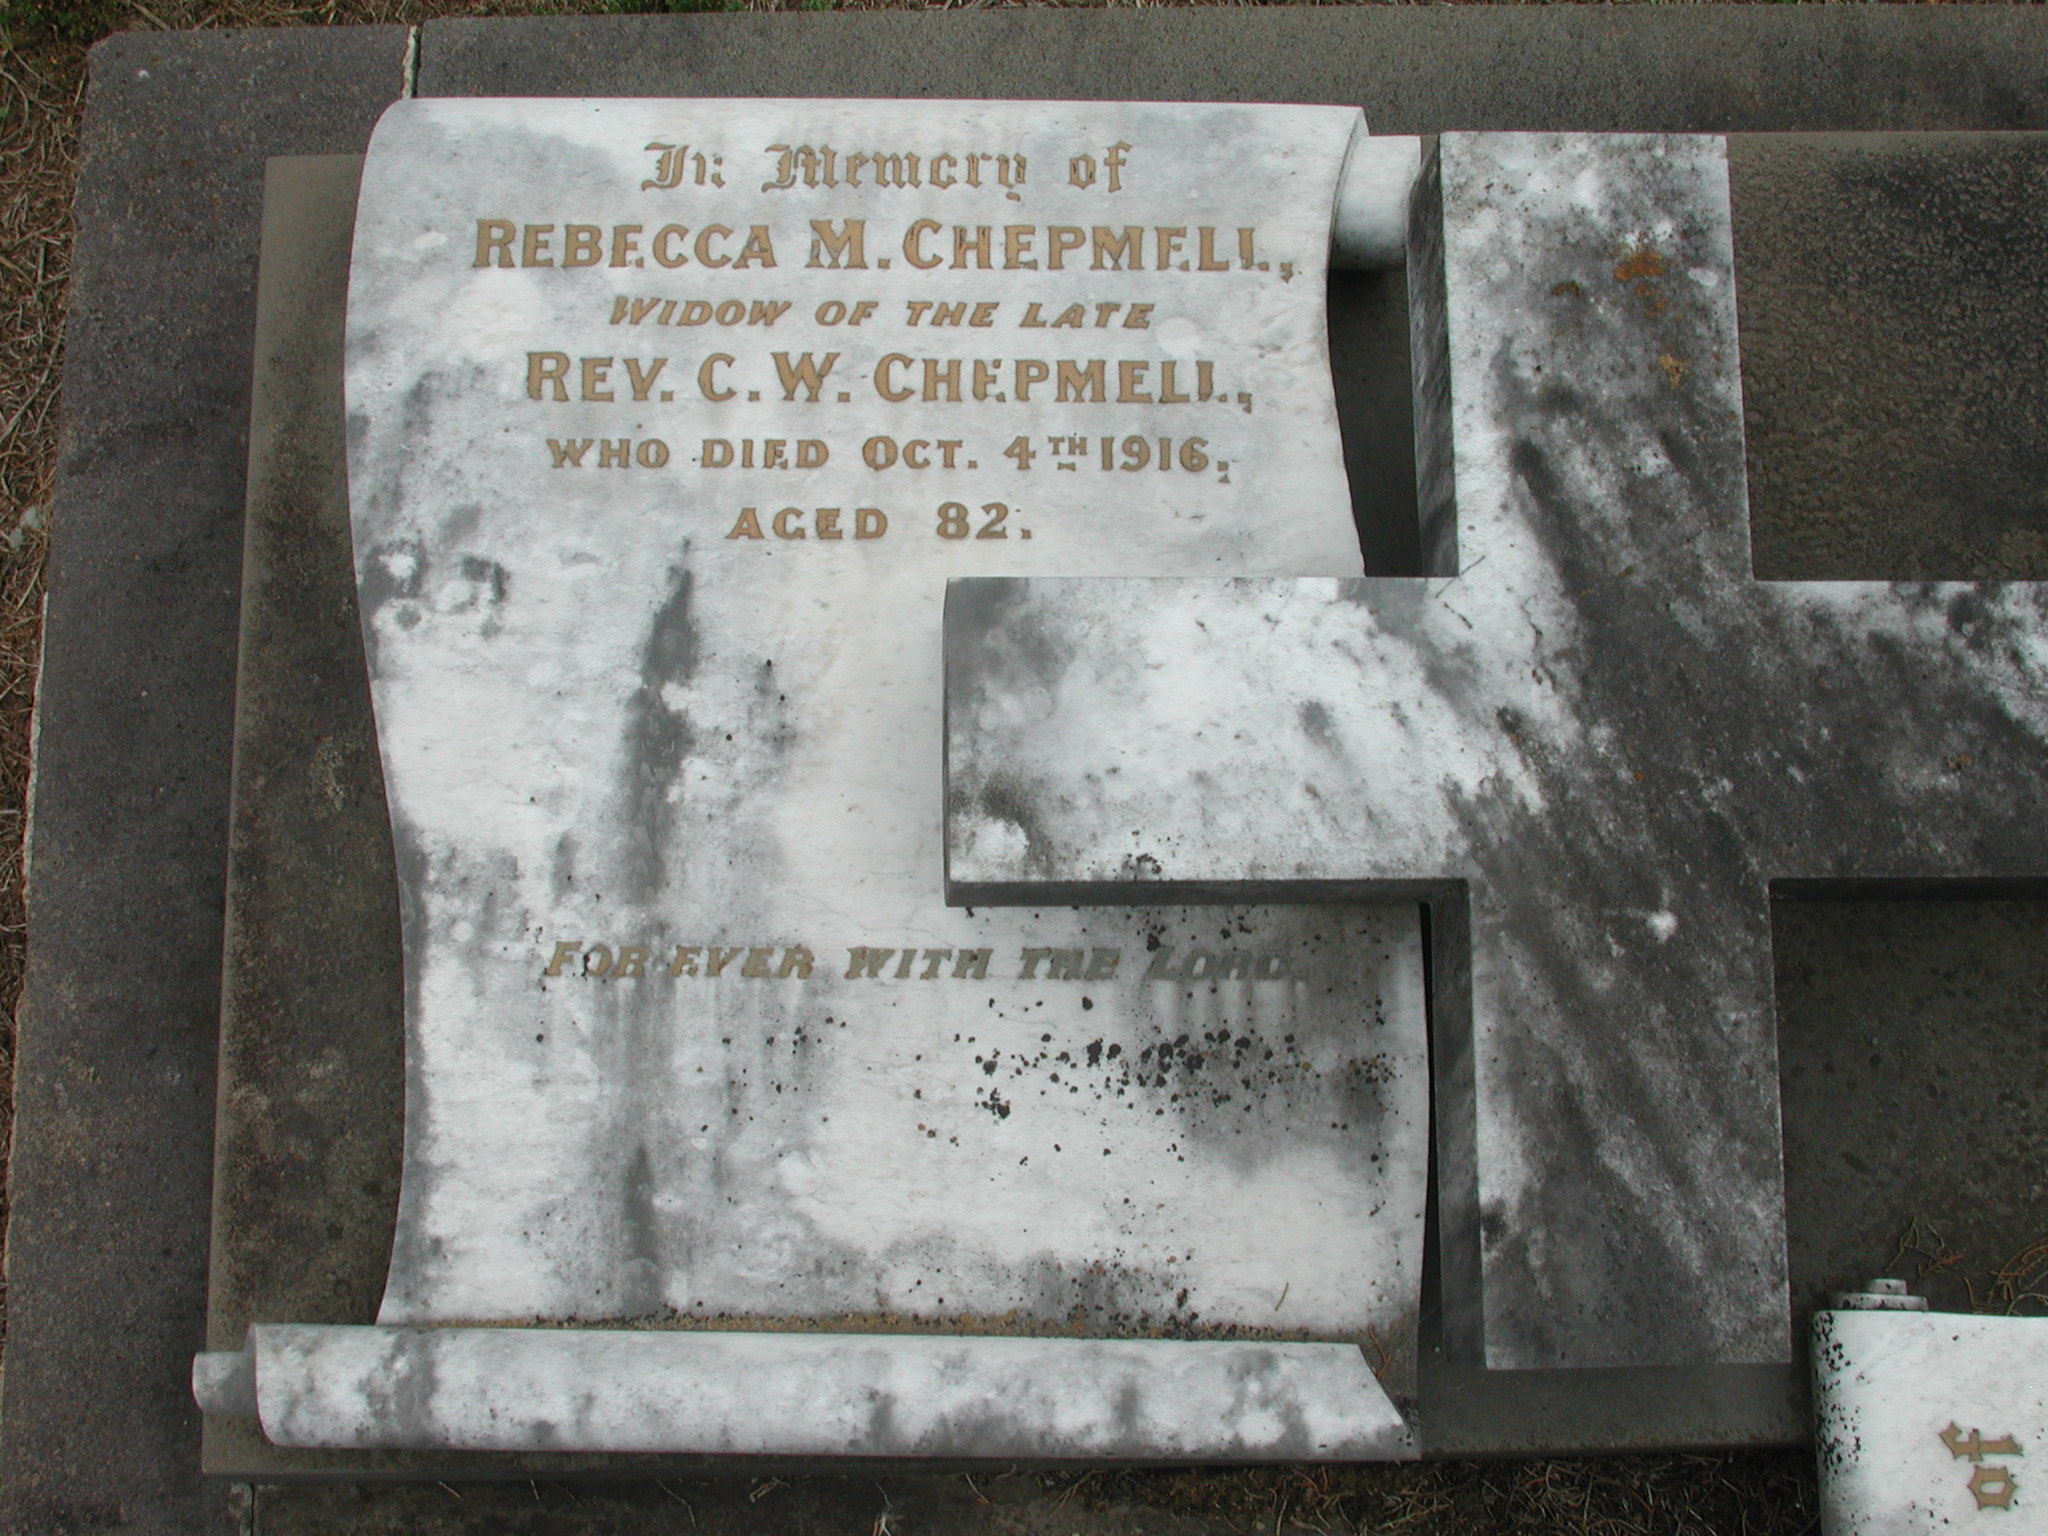 In Memory of
REBECCA M. CHEPMELL,
WIDOW OF THE LATE
REV. C. W. CHEPMELL,
WHO DIED OCT. 4TH 1916,
AGED 82.
FOR EVER WITH THE LORD.
of